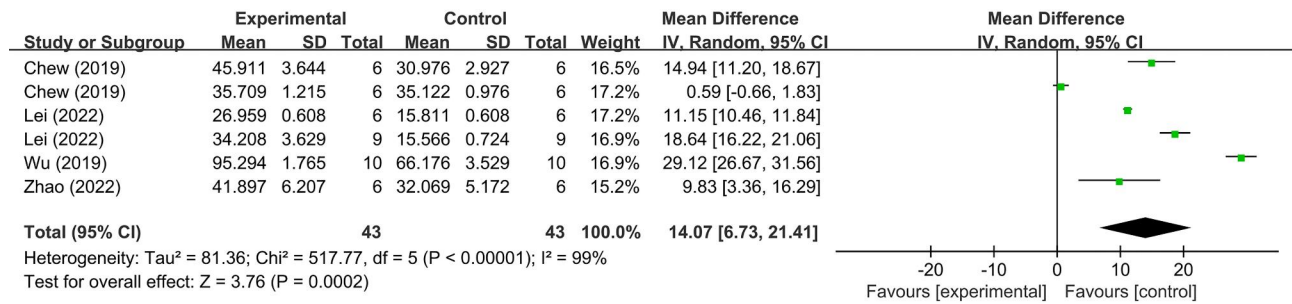 Experimental Control Mean Difference Mean Difference
Study or Subgroup Mean SD Total Mean SD Total Weight IV, Random, 95% CI IV, Random, 95% CI
Chew (2019) 45.911 3.644 6 30.976 2.927 6 16.5% 14.94 [11.20, 18.67]
Chew (2019) 35.709 1.215 6 35.122 0.976 6 17.2% 0.59 [-0.66, 1.83]
Lei (2022) 26.959 0.608 6 15.811 0.608 6 17.2% 11.15 [10.46, 11.84]
Lei (2022) 34.208 3.629 9 15.566 0.724 9 16.9% 18.64 [16.22, 21.06]
Wu (2019) 95.294 1.765 10 66.176 3.529 10 16.9% 29.12 [26.67, 31.56]
Zhao (2022) 41.897 6.207 6 32.069 5.172 6 15.2% 9.83 [3.36, 16.29]
Total (95% CI) 43 43 100.0% 14.07 [6.73, 21.41]
Heterogeneity: Tau² = 81.36; Chi² = 517.77, df = 5 (P < 0.00001); I² = 99%
Test for overall effect: Z = 3.76 (P = 0.0002)
-20 -10 0 10 20
Favours [experimental] Favours [control]